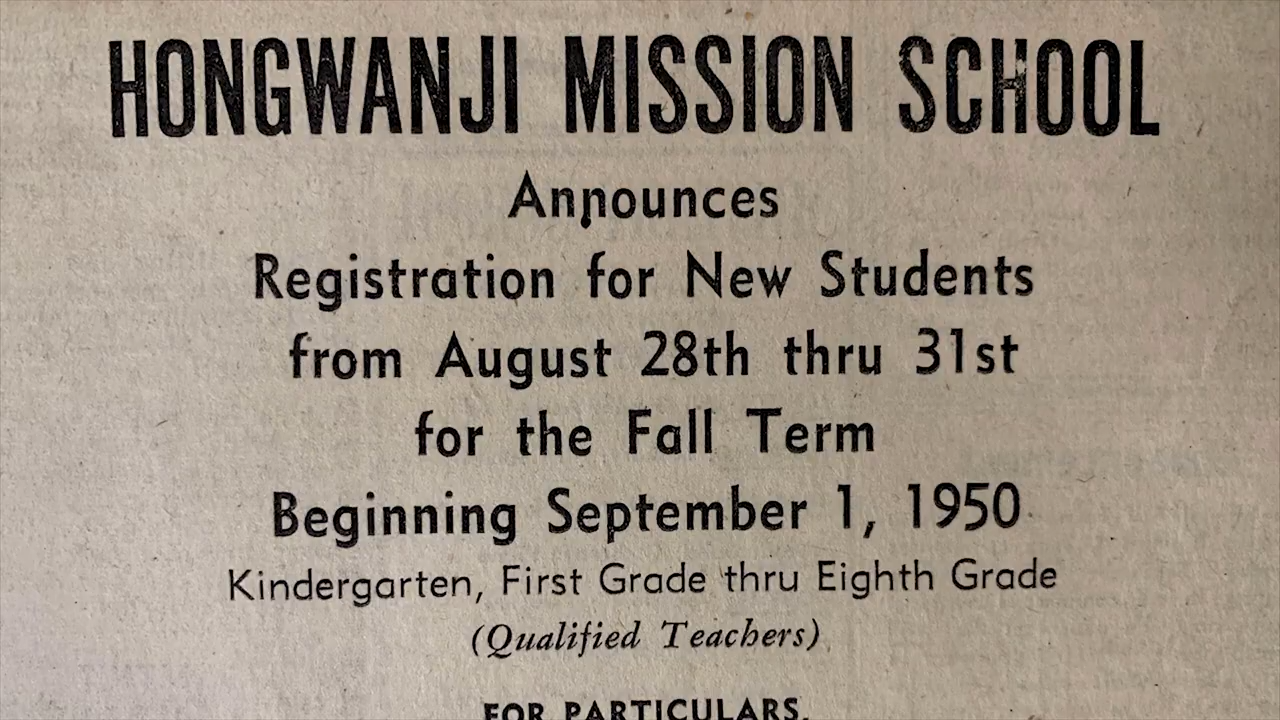 HONGWANJI MISSION SCHOOL
Announces
Registration for New Students
from August 28th thru 31st
for the Fall Term
Beginning September 1, 1950
Kindergarten, First Grade thru Eighth Grade
(Qualified Teachers)
FOR PARTICULARS,